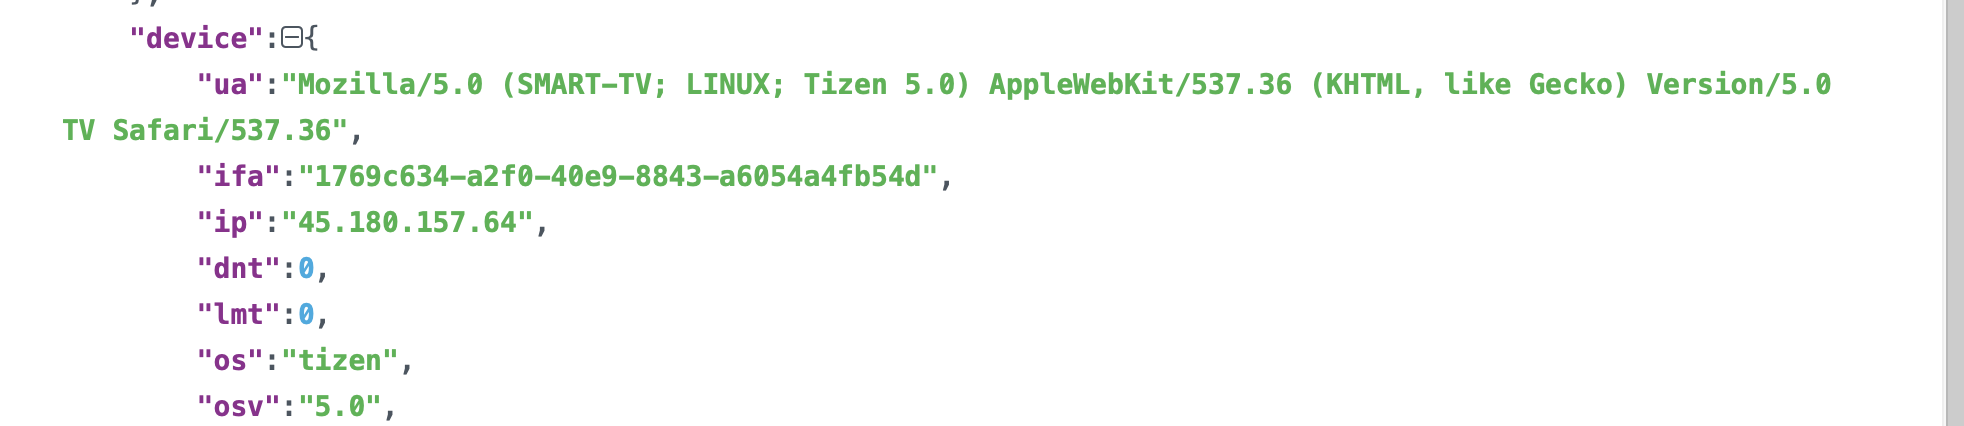 "device":{
"ua":"Mozilla/5.0 (SMART-TV; LINUX; Tizen 5.0) AppleWebKit/537.36 (KHTML, like Gecko) Version/5.0
TV Safari/537.36",
"ifa":"1769c634-a2f0-40e9-8843-a6054a4fb54d",
"ip":"45.180.157.64",
"dnt":0,
"lmt":0,
"os":"tizen",
"osv":"5.0",